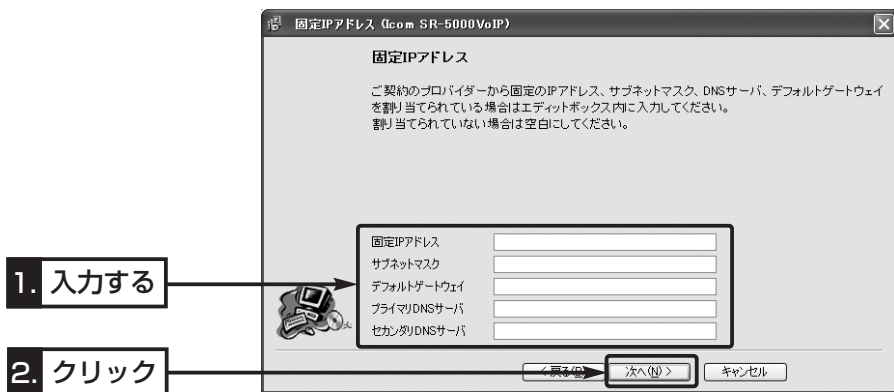 固定IPアドレス (Icom SR-5000VoIP)
固定IPアドレス
ご契約のプロバイダーから固定のIPアドレス、サブネットマスク、DNSサーバ、デフォルトゲートウェイ
を割り当てられている場合はエディットボックス内に入力してください。
割り当てられていない場合は空白にしてください。
固定IPアドレス
サブネットマスク
デフォルトゲートウェイ
プライマリDNSサーバ
セカンダリDNSサーバ
1. 入力する
2. クリック
< 戻る(B)
次へ(N) >
キャンセル